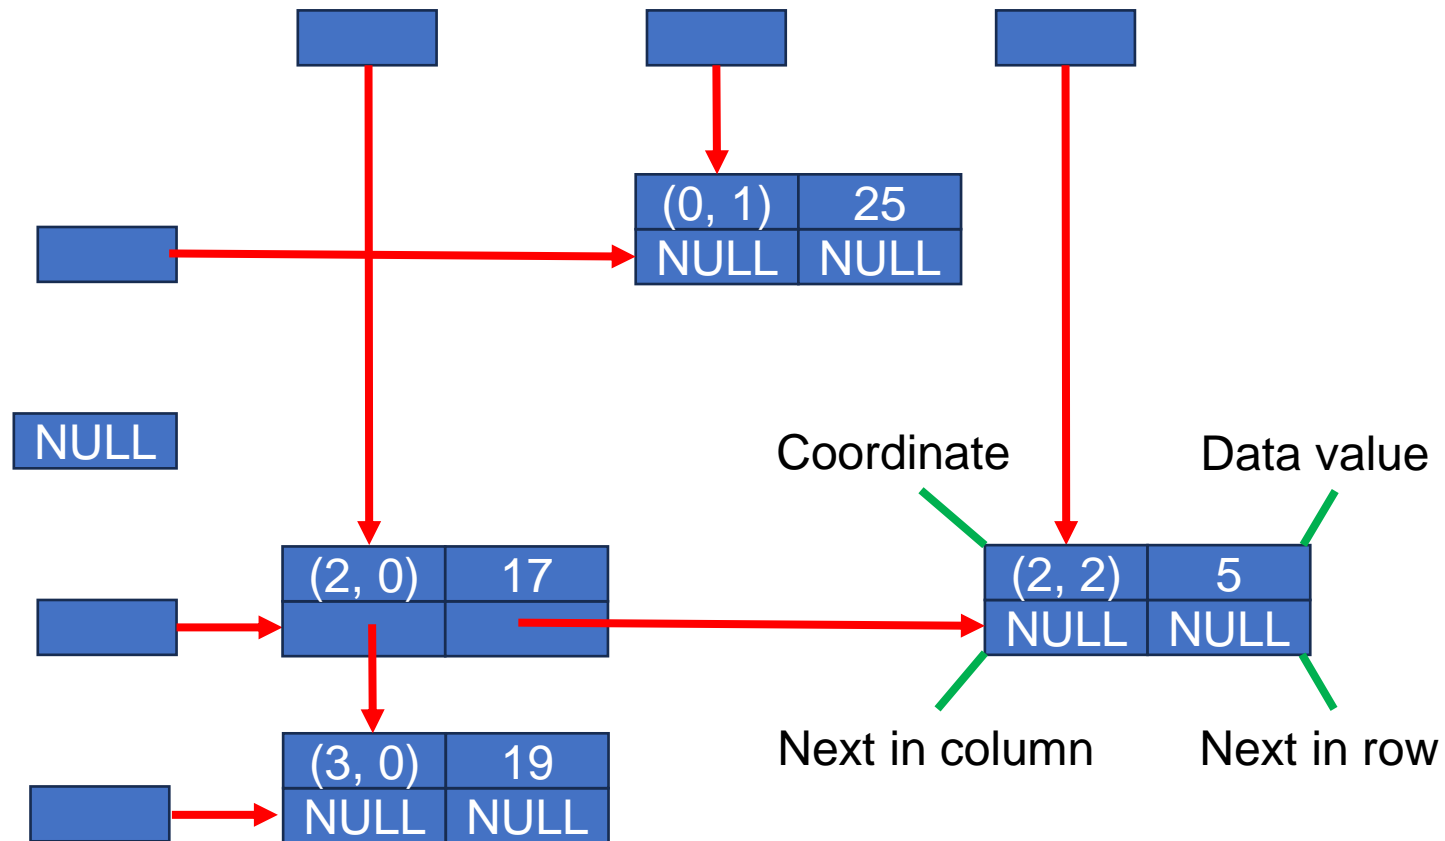 (0, 1) 25
NULL NULL
NULL
Coordinate Data value
(2, 0) 17
(2, 2) 5
NULL NULL
Next in column Next in row
(3, 0) 19
NULL NULL